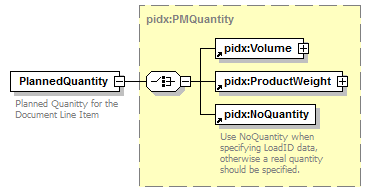 pidx:PMQuantity
pidx:Volume
PlannedQuantity
pidx:ProductWeight
Planned Quanitty for the
Document Line Item
pidx:NoQuantity
Use NoQuantity when
specifying LoadID data,
otherwise a real quantity
should be specified.